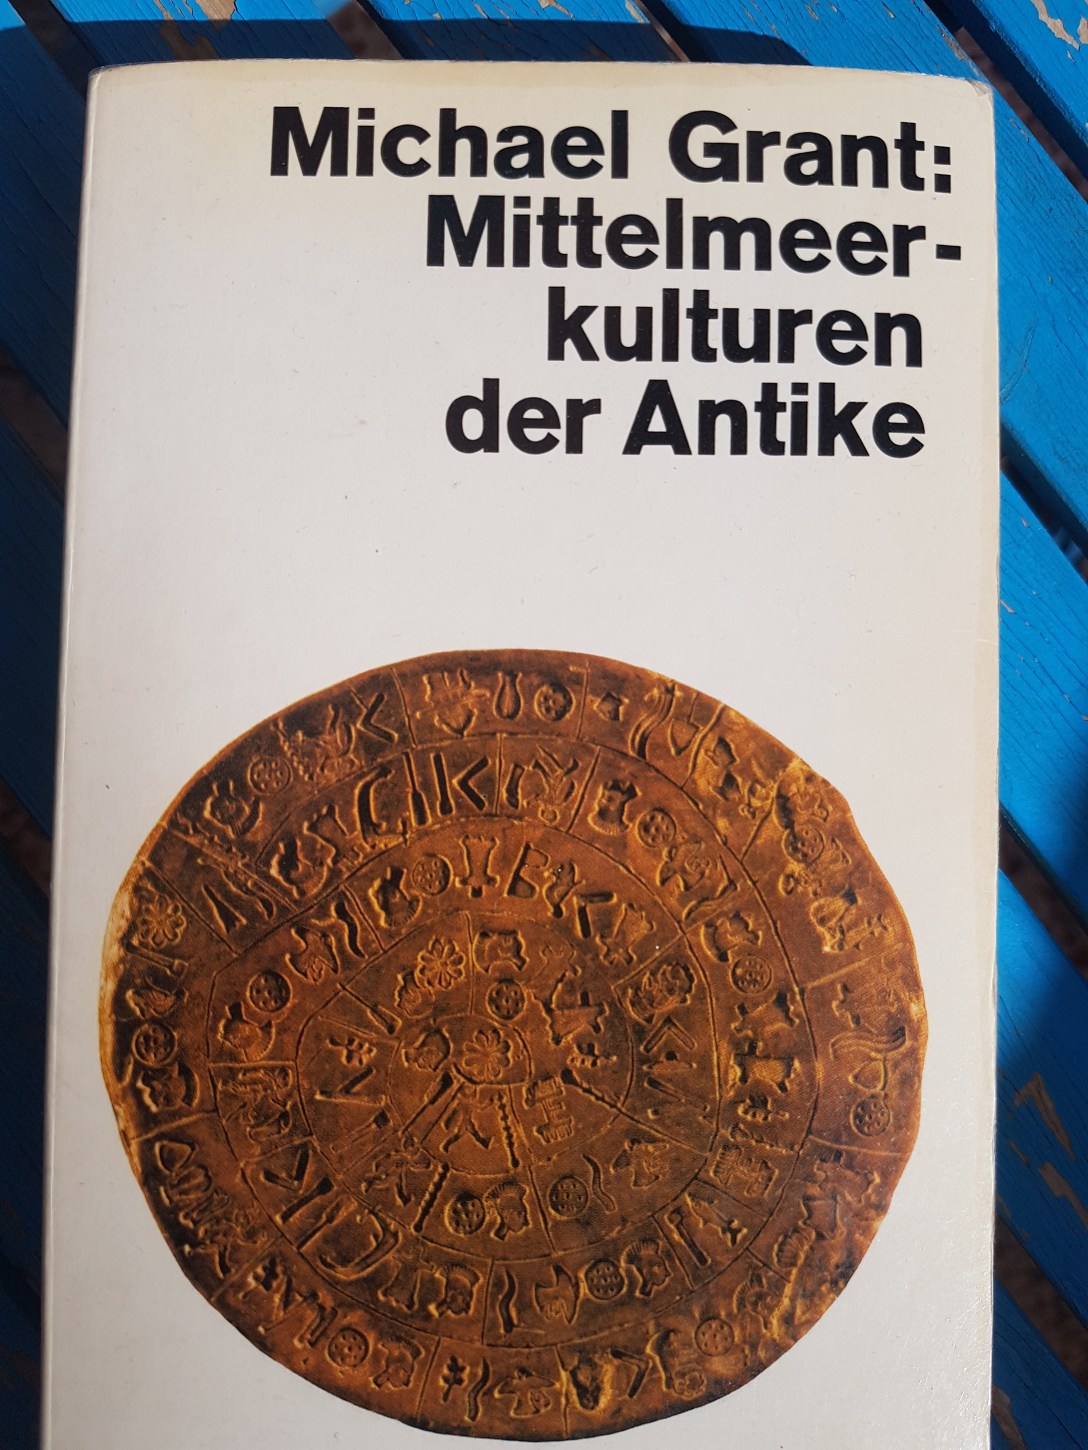 Michael Grant:
Mittelmeer-
kulturen
der Antike